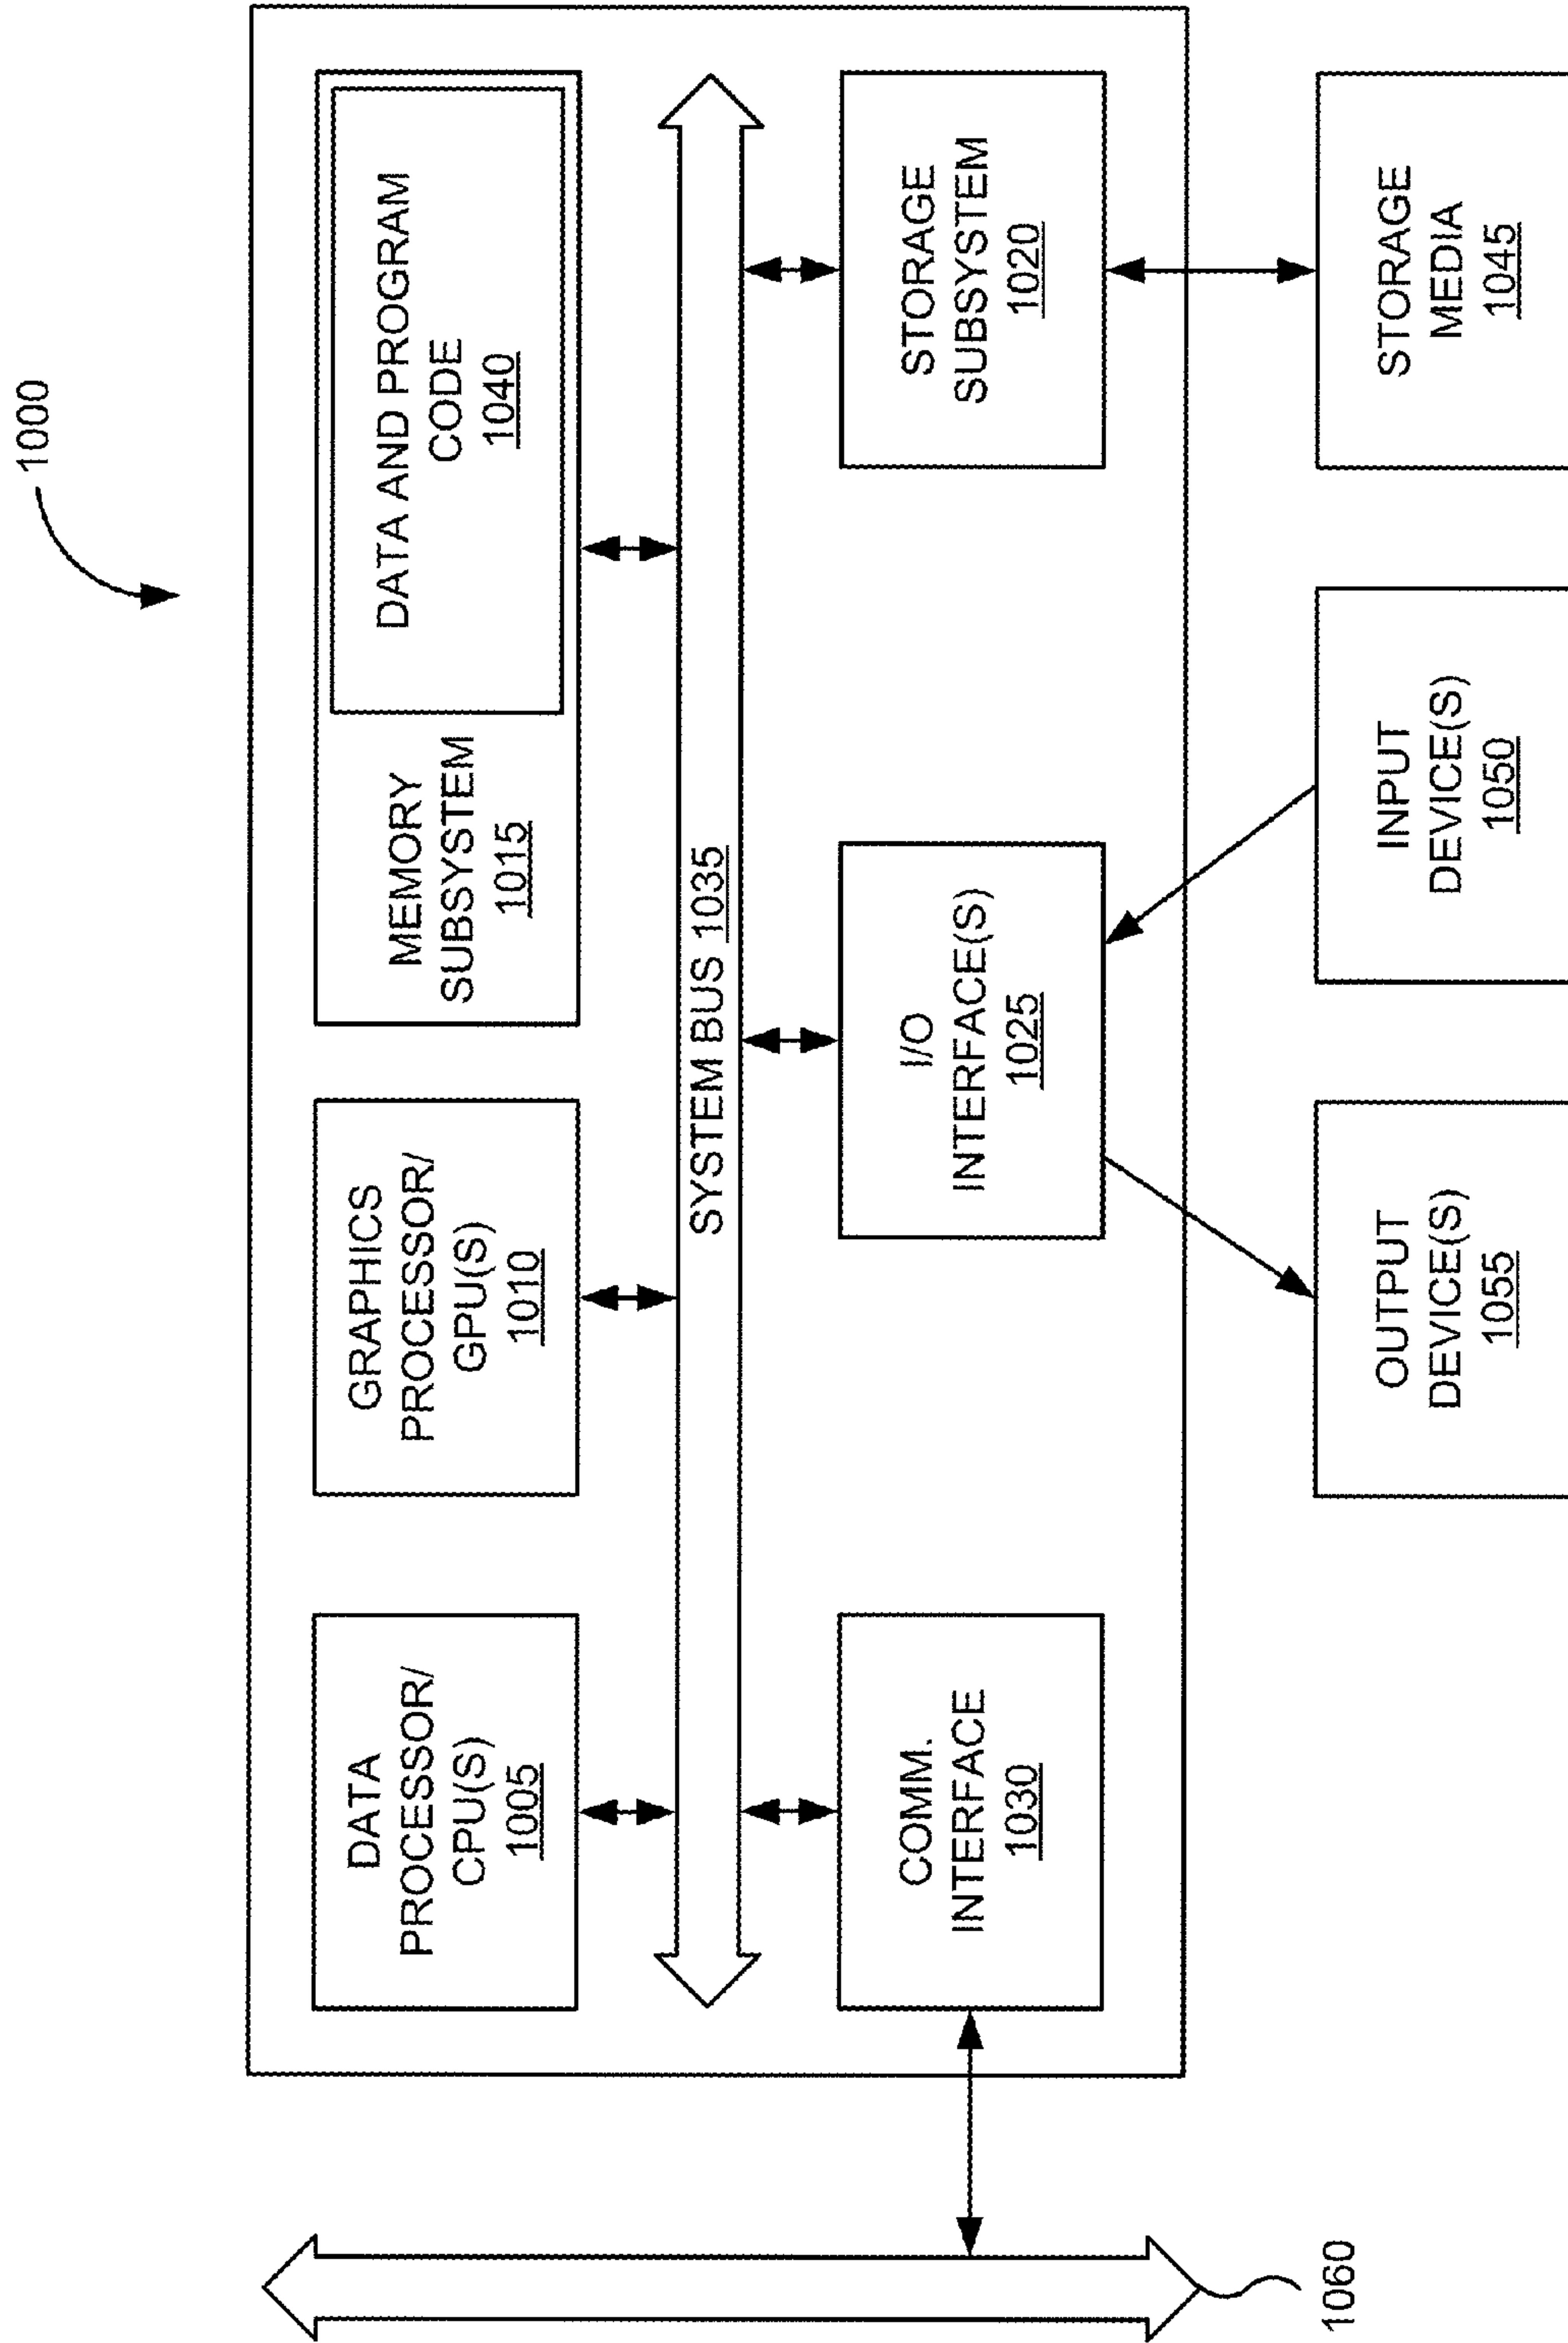 1000
DATA
PROCESSOR/
CPU(S)
1005
GRAPHICS
PROCESSOR/
GPU(S)
1010
MEMORY
SUBSYSTEM
1015
DATA AND PROGRAM
CODE
1040
SYSTEM BUS 1035
COMM.
INTERFACE
1030
I/O
INTERFACE(S)
1025
STORAGE
SUBSYSTEM
1020
1060
OUTPUT
DEVICE(S)
1055
INPUT
DEVICE(S)
1050
STORAGE
MEDIA
1045